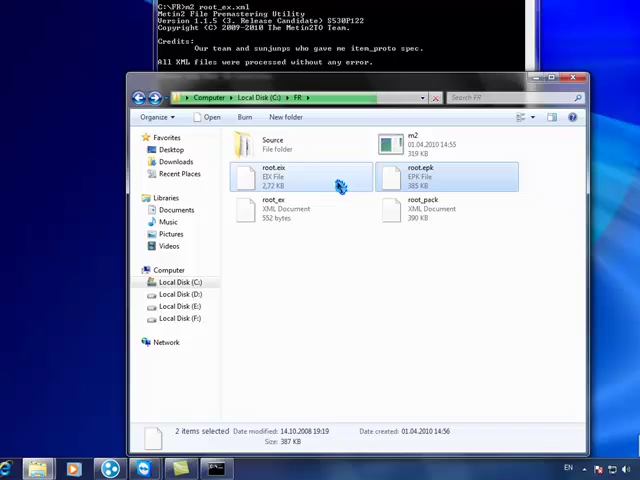 C:\FR>m2 root_ex.xml
Metin2 File Premastering Utility
Version 1.1.5 (3. Release Candidate) S530P122
Copyright (C) 2009-2010 The Metin2TO Team.
Credits:
Our team and sunjunps who gave me item_proto spec.
All XML files were processed without any error.
Computer ▸ Local Disk (C:) ▸ FR ▸
Search FR
Organize Open Burn New folder
Favorites
Desktop
Downloads
Recent Places
Libraries
Documents
Music
Pictures
Videos
Computer
Local Disk (C:)
Local Disk (D:)
Local Disk (E:)
Local Disk (F:)
Network
Source
File folder
m2
01.04.2010 14:55
319 KB
root.eix
EIX File
2,72 KB
root.epk
EPK File
385 KB
root_ex
XML Document
552 bytes
root_pack
XML Document
390 KB
2 items selected Date modified: 14.10.2008 19:19 Date created: 01.04.2010 14:56
Size: 387 KB
EN